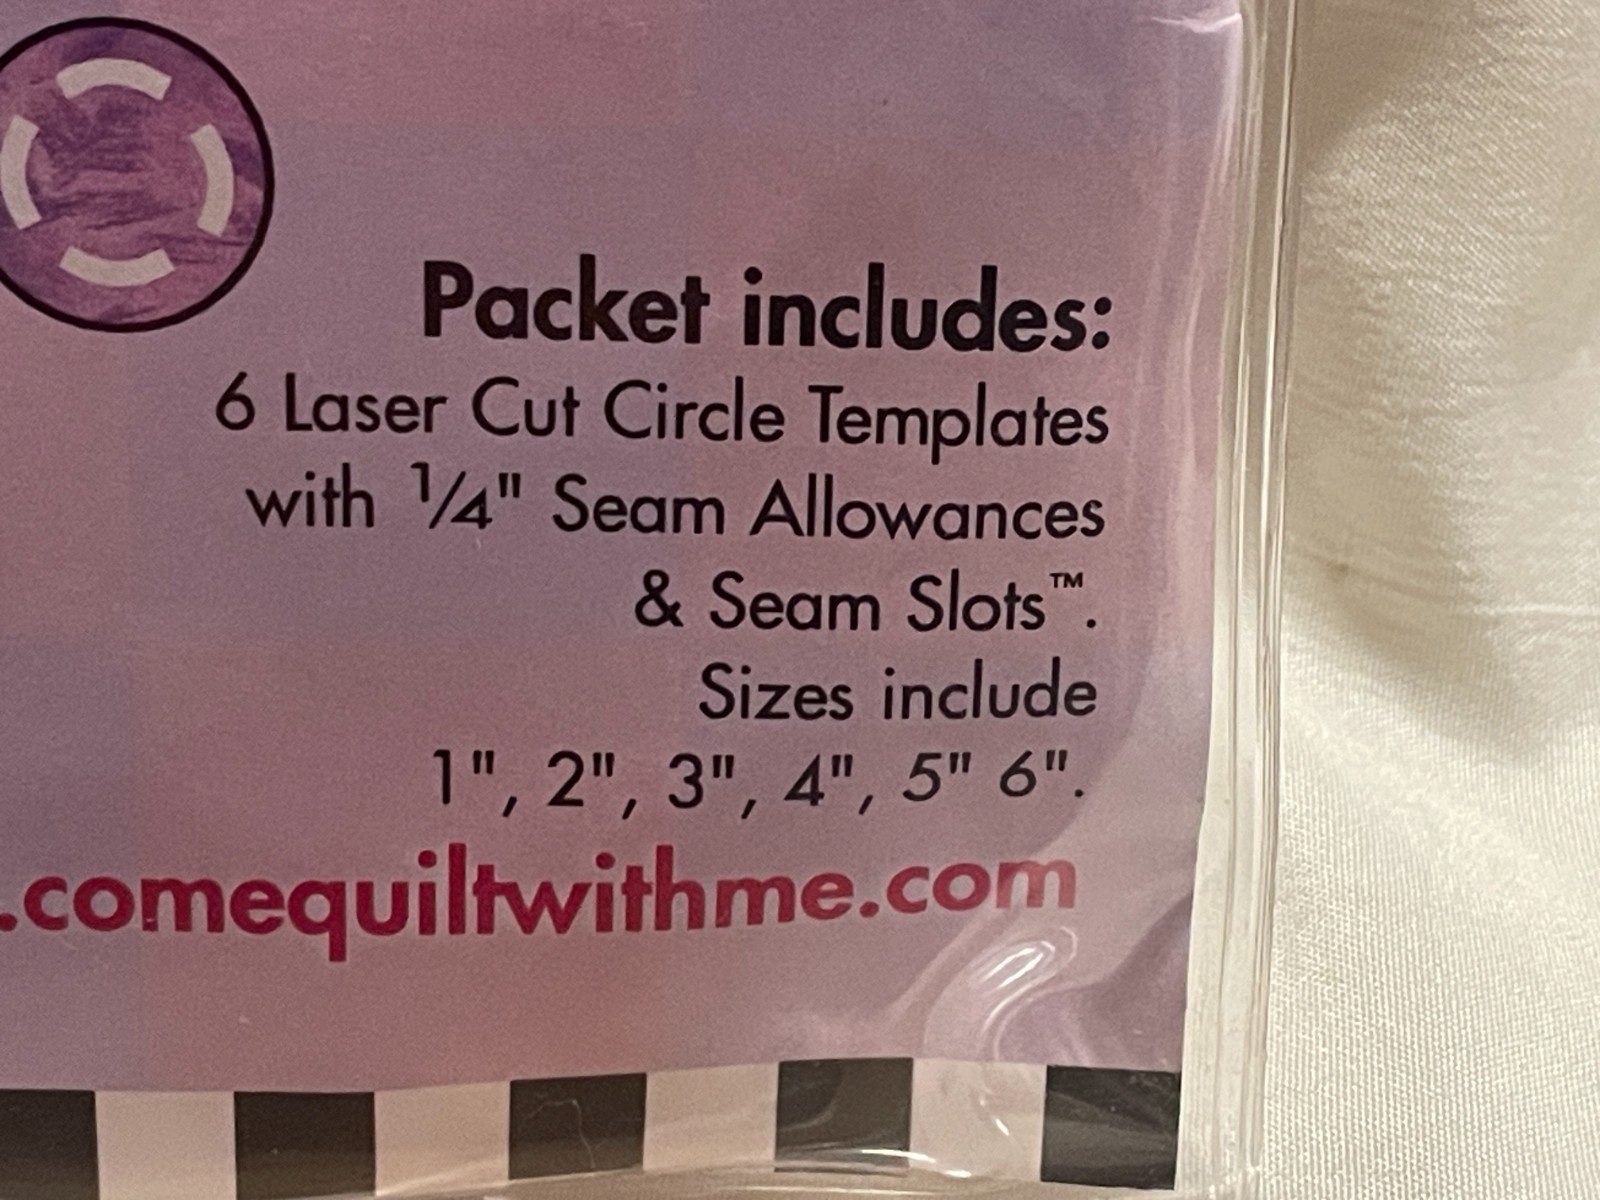 Packet includes:
6 Laser Cut Circle Templates
with ¼" Seam Allowances
& Seam Slots™.
Sizes include
1", 2", 3", 4", 5" 6".
.comequiltwithme.com